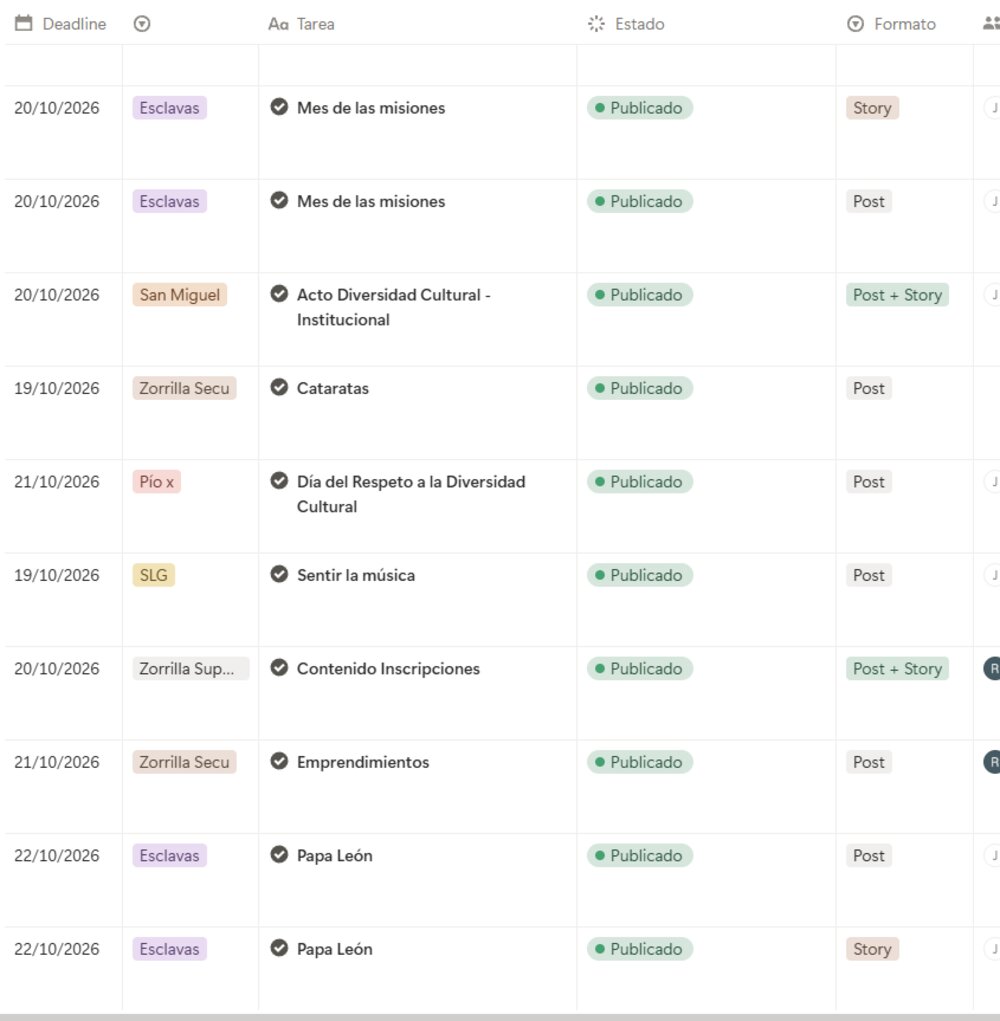 Deadline Aa Tarea Estado Formato
20/10/2026 Esclavas Mes de las misiones Publicado Story J
20/10/2026 Esclavas Mes de las misiones Publicado Post J
20/10/2026 San Miguel Acto Diversidad Cultural - Publicado Post + Story J
Institucional
19/10/2026 Zorrilla Secu Cataratas Publicado Post
21/10/2026 Pío x Día del Respeto a la Diversidad Publicado Post J
Cultural
19/10/2026 SLG Sentir la música Publicado Post J
20/10/2026 Zorrilla Sup... Contenido Inscripciones Publicado Post + Story R
21/10/2026 Zorrilla Secu Emprendimientos Publicado Post R
22/10/2026 Esclavas Papa León Publicado Post J
22/10/2026 Esclavas Papa León Publicado Story J